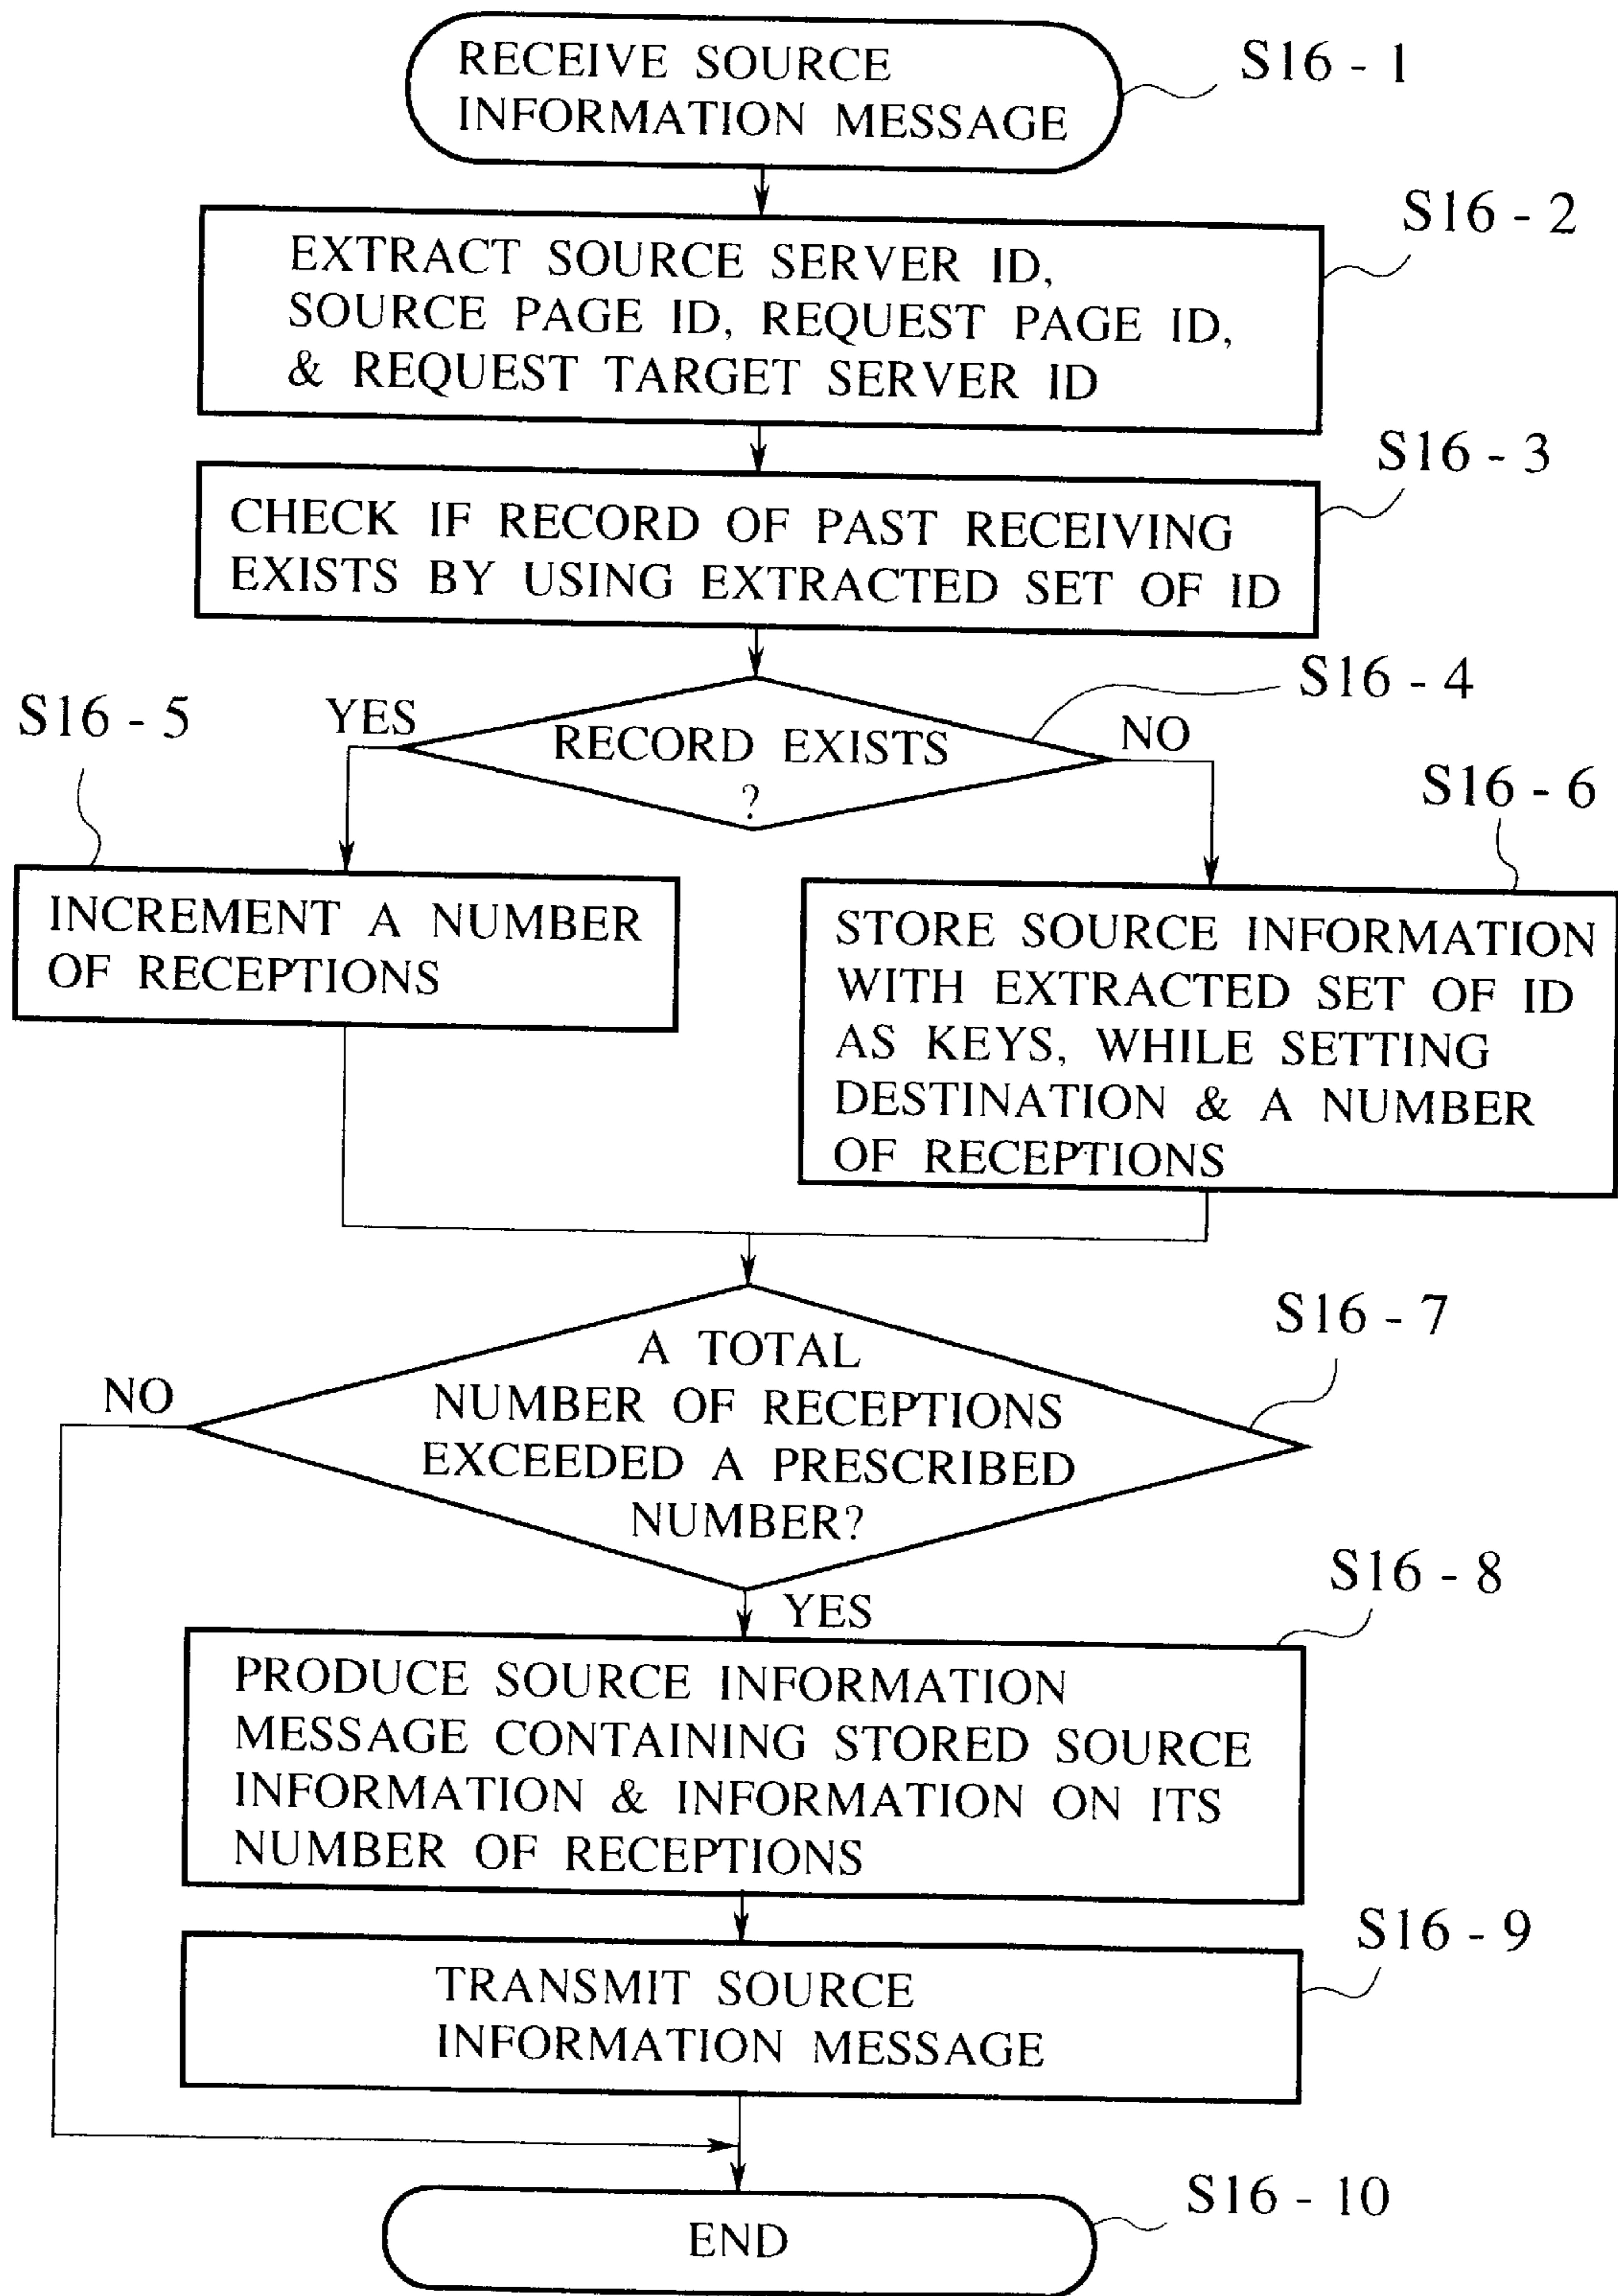 RECEIVE SOURCE
INFORMATION MESSAGE
S16 - 1
EXTRACT SOURCE SERVER ID,
SOURCE PAGE ID, REQUEST PAGE ID,
& REQUEST TARGET SERVER ID
S16 - 2
CHECK IF RECORD OF PAST RECEIVING
EXISTS BY USING EXTRACTED SET OF ID
S16 - 3
RECORD EXISTS
?
S16 - 4
YES
NO
S16 - 5
INCREMENT A NUMBER
OF RECEPTIONS
S16 - 6
STORE SOURCE INFORMATION
WITH EXTRACTED SET OF ID
AS KEYS, WHILE SETTING
DESTINATION & A NUMBER
OF RECEPTIONS
A TOTAL
NUMBER OF RECEPTIONS
EXCEEDED A PRESCRIBED
NUMBER?
S16 - 7
NO
YES
S16 - 8
PRODUCE SOURCE INFORMATION
MESSAGE CONTAINING STORED SOURCE
INFORMATION & INFORMATION ON ITS
NUMBER OF RECEPTIONS
S16 - 9
TRANSMIT SOURCE
INFORMATION MESSAGE
S16 - 10
END